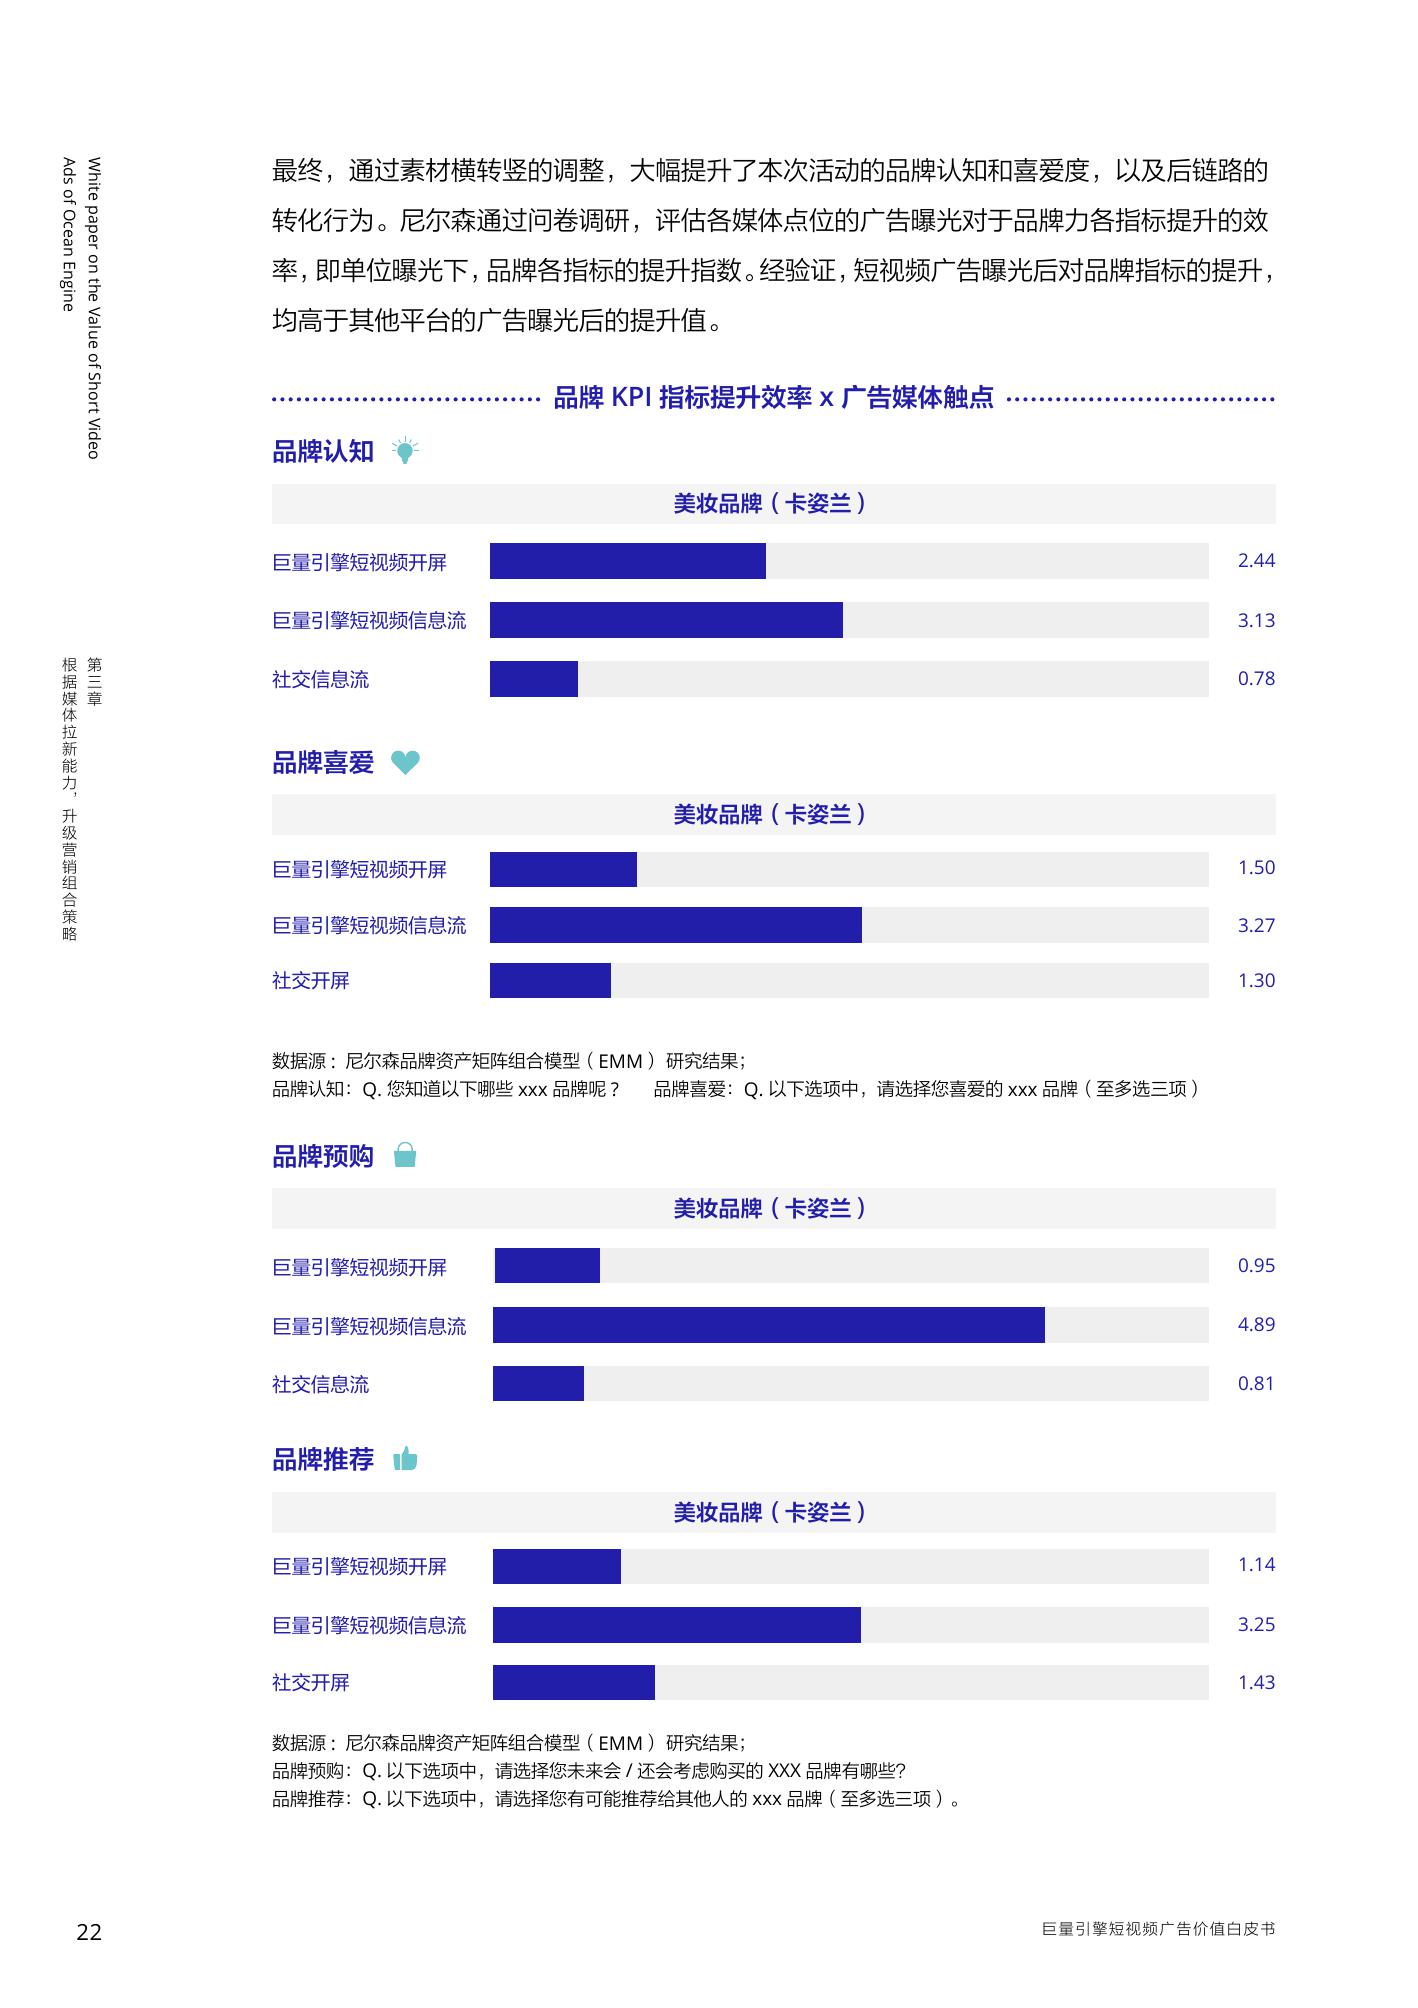 White paper on the Value of Short Video
Ads of Ocean Engine
第三章
根据媒体拉新能力，升级营销组合策略
最终，通过素材横转竖的调整，大幅提升了本次活动的品牌认知和喜爱度，以及后链路的
转化行为。尼尔森通过问卷调研，评估各媒体点位的广告曝光对于品牌力各指标提升的效
率，即单位曝光下，品牌各指标的提升指数。经验证，短视频广告曝光后对品牌指标的提升，
均高于其他平台的广告曝光后的提升值。
品牌 KPI 指标提升效率 x 广告媒体触点
品牌认知
美妆品牌（卡姿兰）
巨量引擎短视频开屏 2.44
巨量引擎短视频信息流 3.13
社交信息流 0.78
品牌喜爱
美妆品牌（卡姿兰）
巨量引擎短视频开屏 1.50
巨量引擎短视频信息流 3.27
社交开屏 1.30
数据源：尼尔森品牌资产矩阵组合模型（EMM）研究结果；
品牌认知：Q. 您知道以下哪些 xxx 品牌呢？ 品牌喜爱：Q. 以下选项中，请选择您喜爱的 xxx 品牌（至多选三项）
品牌预购
美妆品牌（卡姿兰）
巨量引擎短视频开屏 0.95
巨量引擎短视频信息流 4.89
社交信息流 0.81
品牌推荐
美妆品牌（卡姿兰）
巨量引擎短视频开屏 1.14
巨量引擎短视频信息流 3.25
社交开屏 1.43
数据源：尼尔森品牌资产矩阵组合模型（EMM）研究结果；
品牌预购：Q. 以下选项中，请选择您未来会 / 还会考虑购买的 XXX 品牌有哪些？
品牌推荐：Q. 以下选项中，请选择您有可能推荐给其他人的 xxx 品牌（至多选三项）。
22
巨量引擎短视频广告价值白皮书